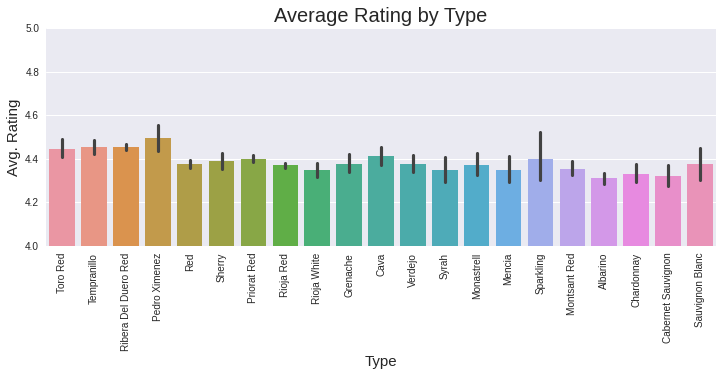 Average Rating by Type
Avg. Rating
5.0
4.8
4.6
4.4
4.2
4.0
Toro Red
Tempranillo
Ribera Del Duero Red
Pedro Ximenez
Red
Sherry
Priorat Red
Rioja Red
Rioja White
Grenache
Cava
Verdejo
Syrah
Monastrell
Mencia
Sparkling
Montsant Red
Albarino
Chardonnay
Cabernet Sauvignon
Sauvignon Blanc
Type